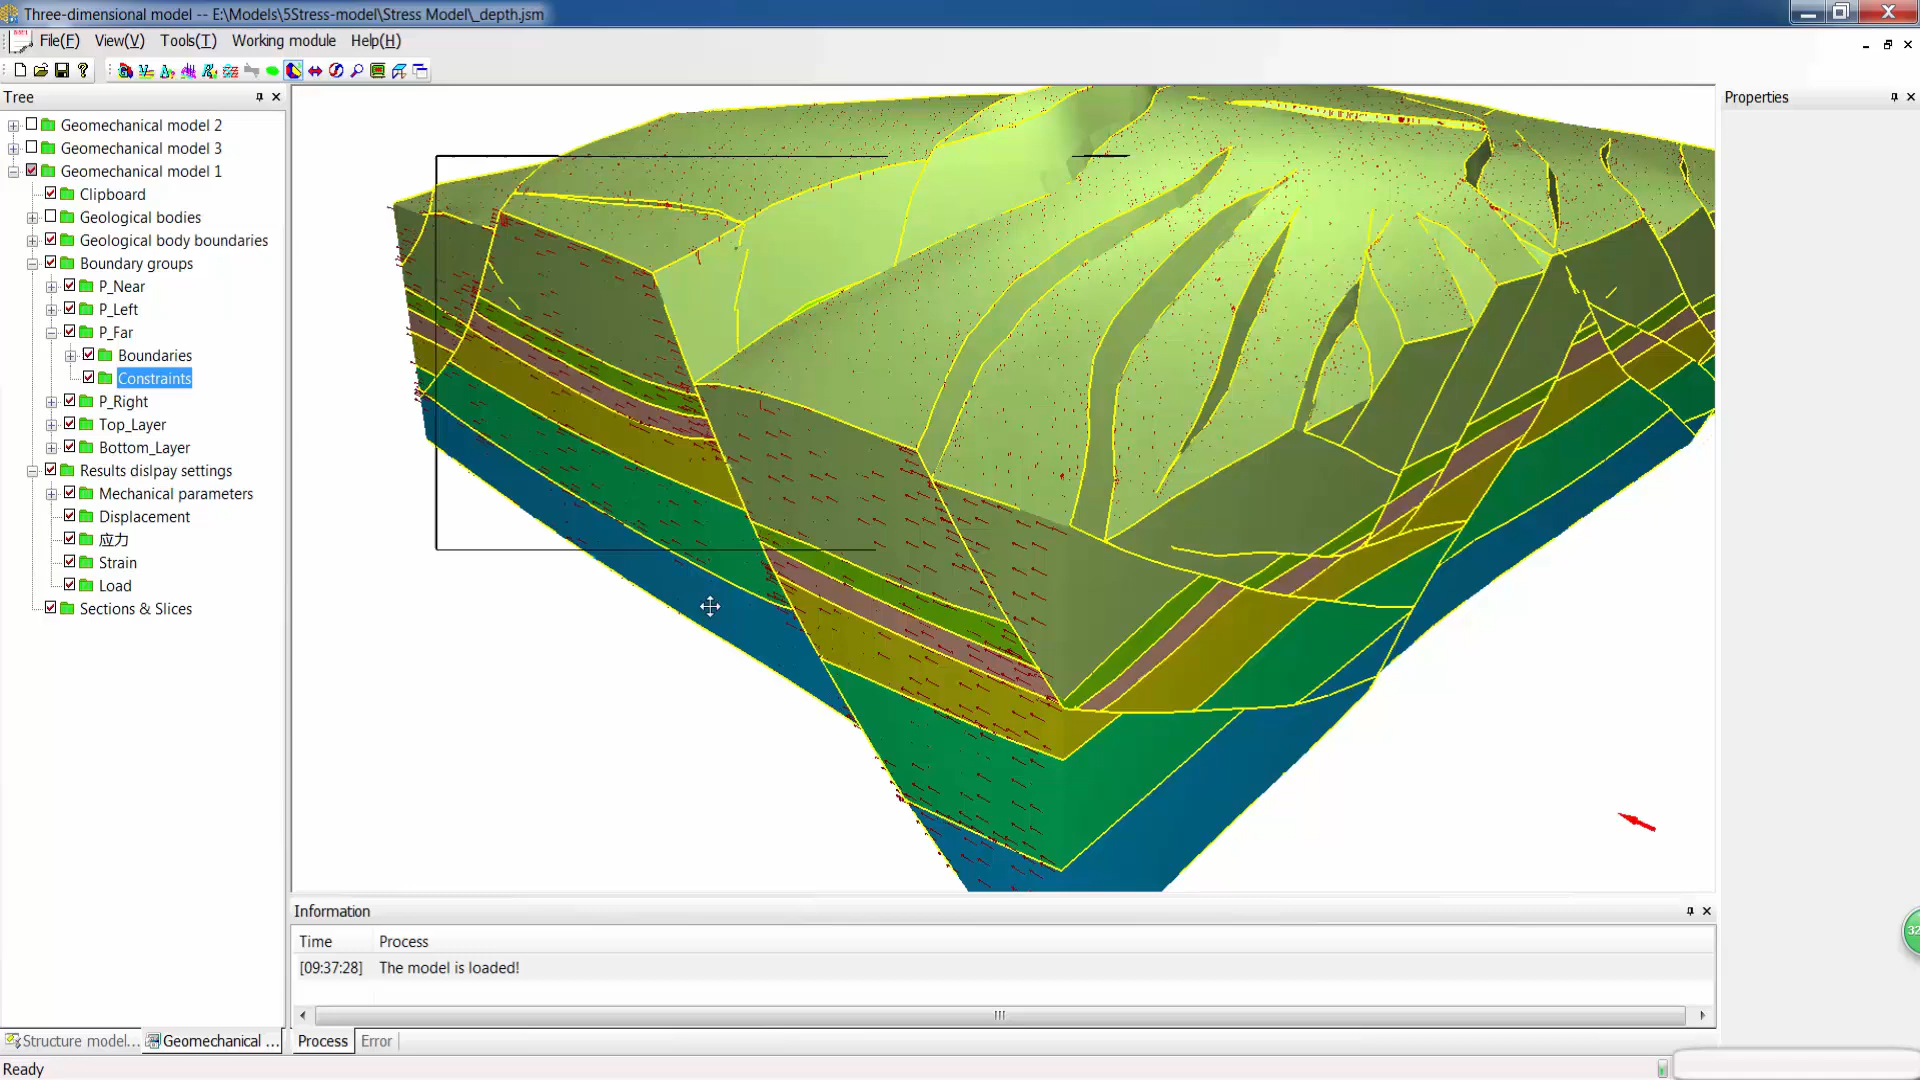 Three-dimensional model -- E:\Models\5Stress-model\Stress Model\_depth.jsm
File(F) View(V) Tools(T) Working module Help(H)
Tree
Properties
Geomechanical model 2
Geomechanical model 3
Geomechanical model 1
Clipboard
Geological bodies
Geological body boundaries
Boundary groups
P_Near
P_Left
P_Far
Boundaries
Constraints
P_Right
Top_Layer
Bottom_Layer
Results dislpay settings
Mechanical parameters
Displacement
应力
Strain
Load
Sections & Slices
Information
Time Process
[09:37:28] The model is loaded!
Structure model... Geomechanical ...
Process Error
Ready